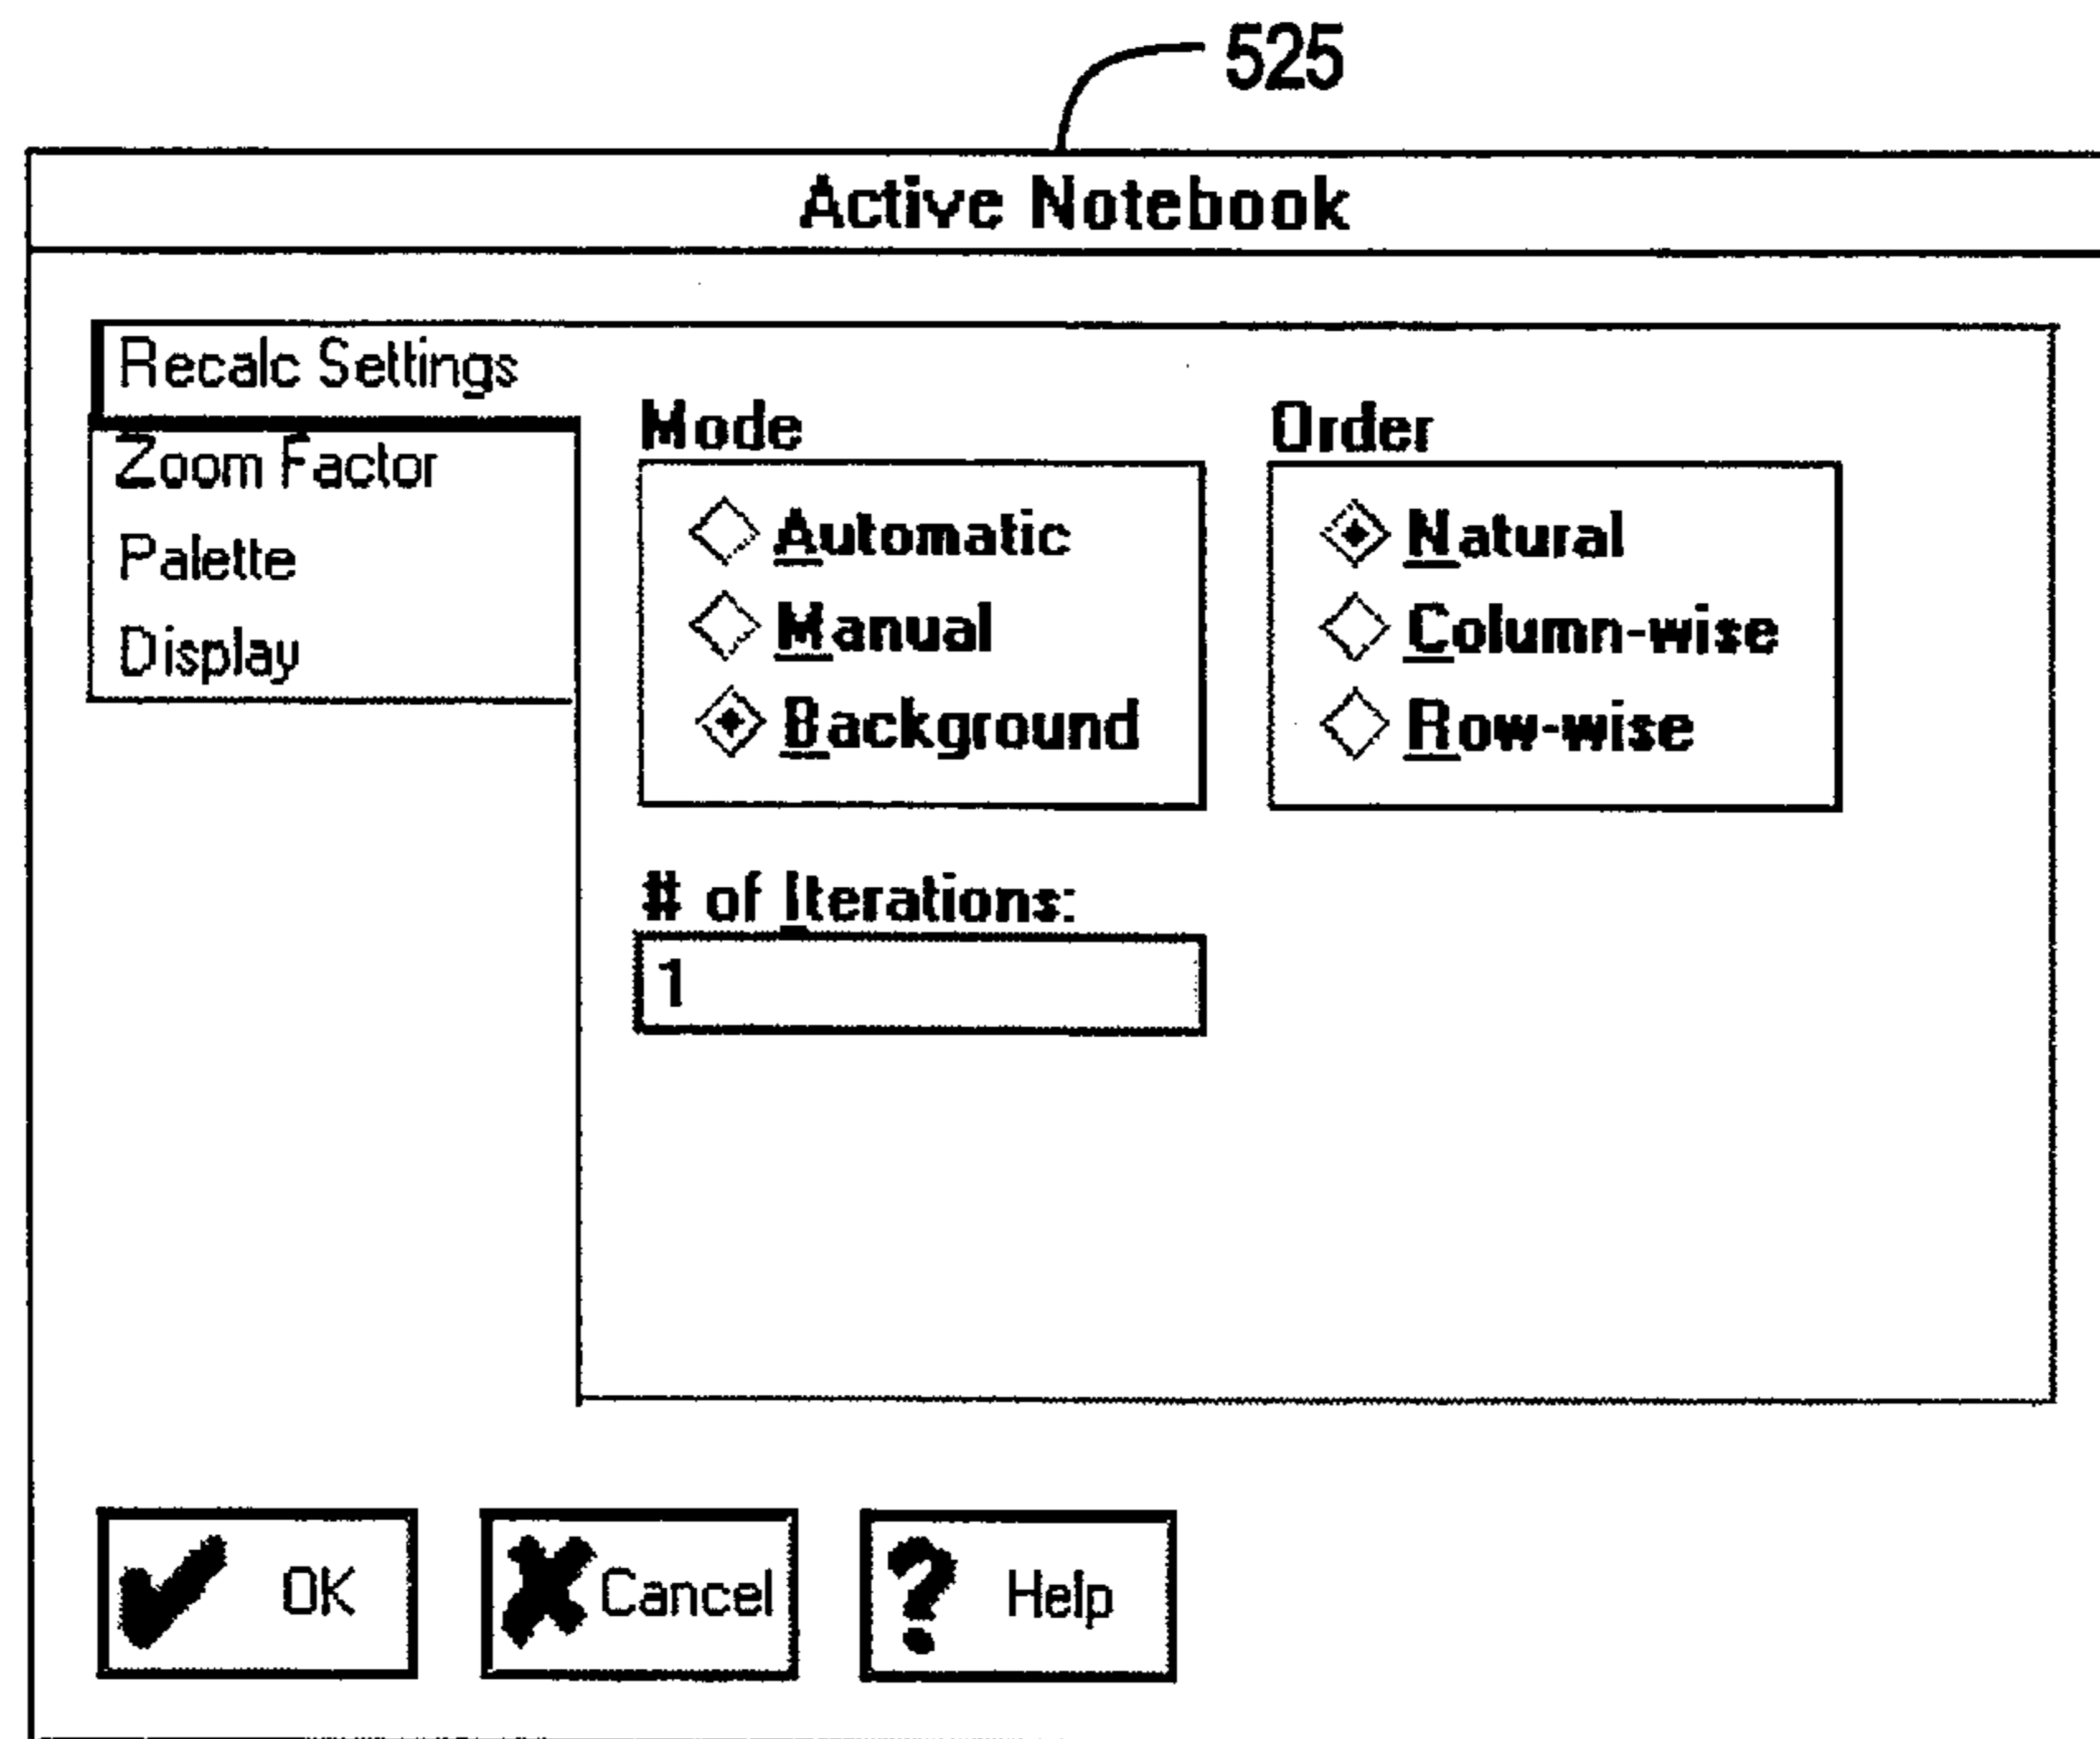 525
Active Notebook
Recalc Settings
Zoom Factor
Palette
Display
Mode
Automatic
Manual
Background
Order
Natural
Column-wise
Row-wise
# of Iterations:
1
OK
Cancel
? Help